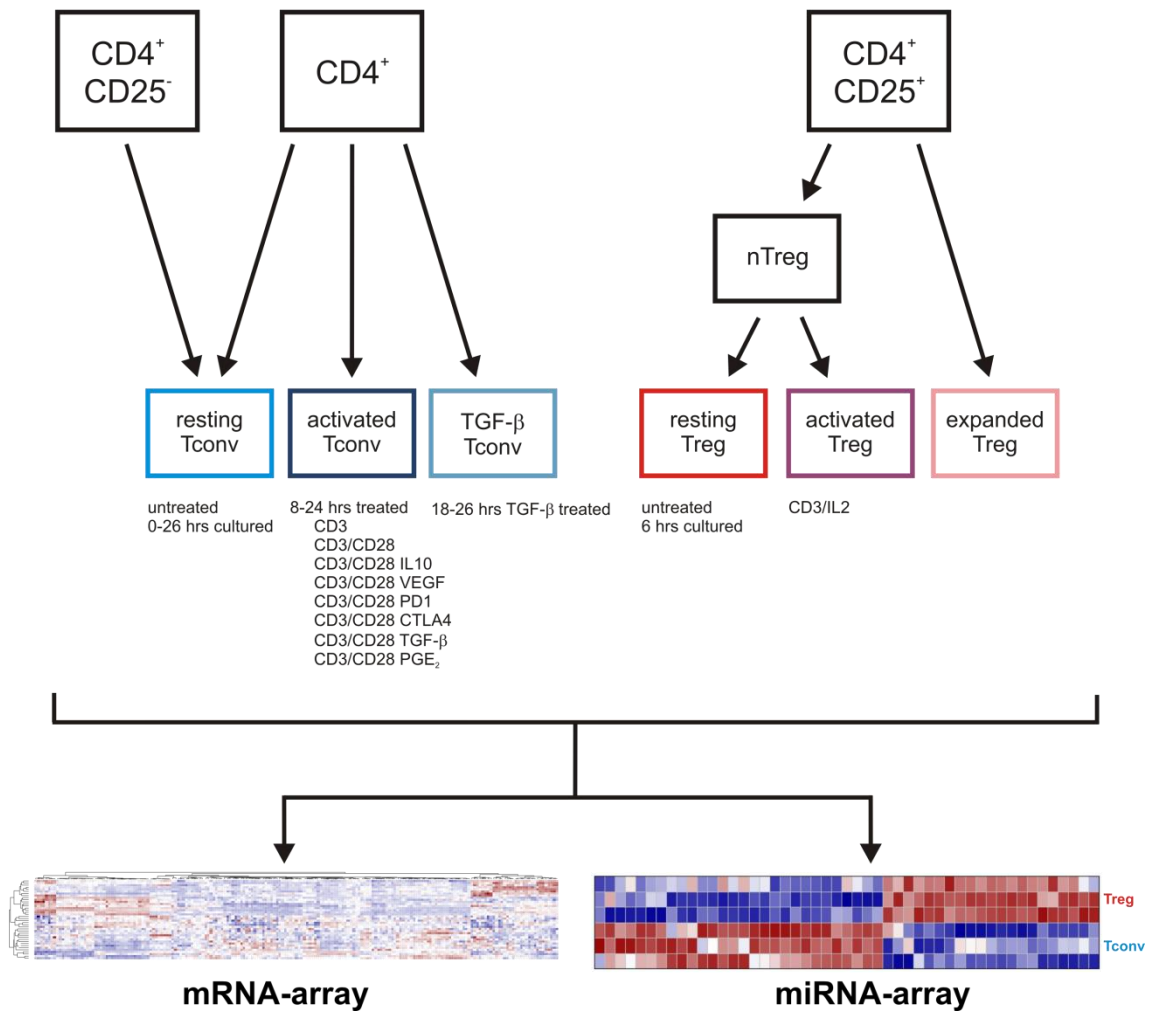 CD4⁺
CD25⁻
CD4⁺
CD4⁺
CD25⁺
nTreg
resting
Tconv
activated
Tconv
TGF-β
Tconv
resting
Treg
activated
Treg
expanded
Treg
untreated
0-26 hrs cultured
8-24 hrs treated
CD3
CD3/CD28
CD3/CD28 IL10
CD3/CD28 VEGF
CD3/CD28 PD1
CD3/CD28 CTLA4
CD3/CD28 TGF-β
CD3/CD28 PGE₂
18-26 hrs TGF-β treated
untreated
6 hrs cultured
CD3/IL2
Treg
Tconv
mRNA-array
miRNA-array